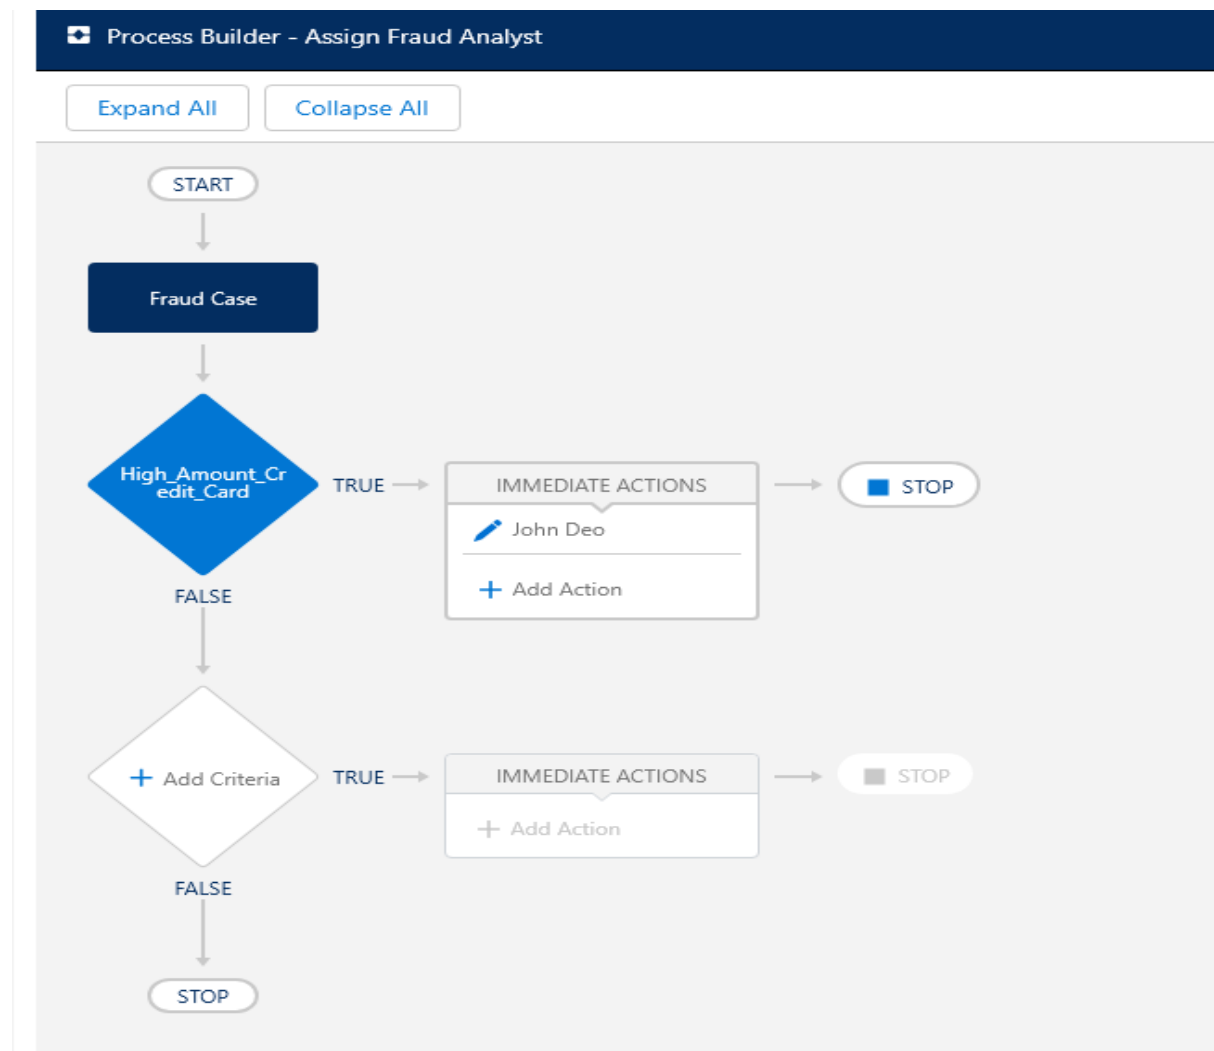 Process Builder - Assign Fraud Analyst
Expand All
Collapse All
START
Fraud Case
High_Amount_Cr
edit_Card
TRUE
IMMEDIATE ACTIONS
John Deo
Add Action
STOP
FALSE
Add Criteria
TRUE
IMMEDIATE ACTIONS
Add Action
STOP
FALSE
STOP